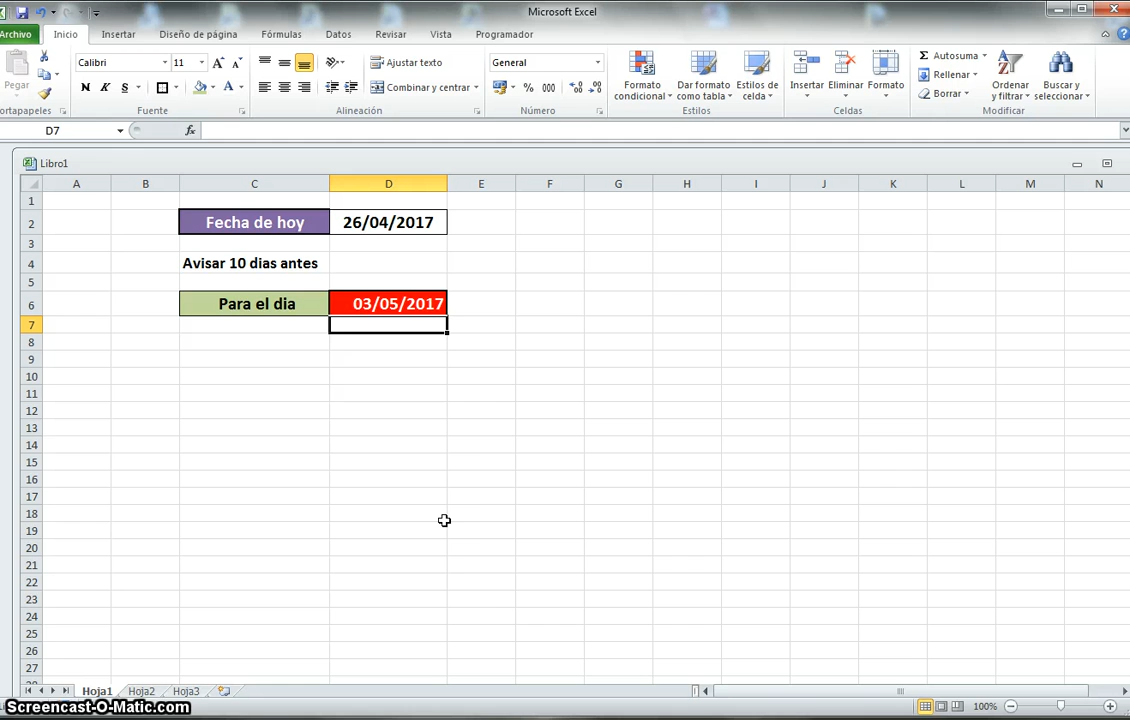 Microsoft Excel
Archivo Inicio Insertar Diseño de página Fórmulas Datos Revisar Vista Programador
Pegar
Calibri 11
N K S A
Ajustar texto
Combinar y centrar
General
% 000
Formato condicional
Dar formato como tabla
Estilos de celda
Insertar Eliminar Formato
Autosuma
Rellenar
Borrar
Ordenar y filtrar
Buscar y seleccionar
ortapapeles Fuente Alineación Número Estilos Celdas Modificar
D7 fx
Libro1
A B C D E F G H I J K L M N
1
2 Fecha de hoy 26/04/2017
3
4 Avisar 10 dias antes
5
6 Para el dia 03/05/2017
7
8
9
10
11
12
13
14
15
16
17
18
19
20
21
22
23
24
25
26
27
28
Hoja1 Hoja2 Hoja3
Screencast-O-Matic.com 100%